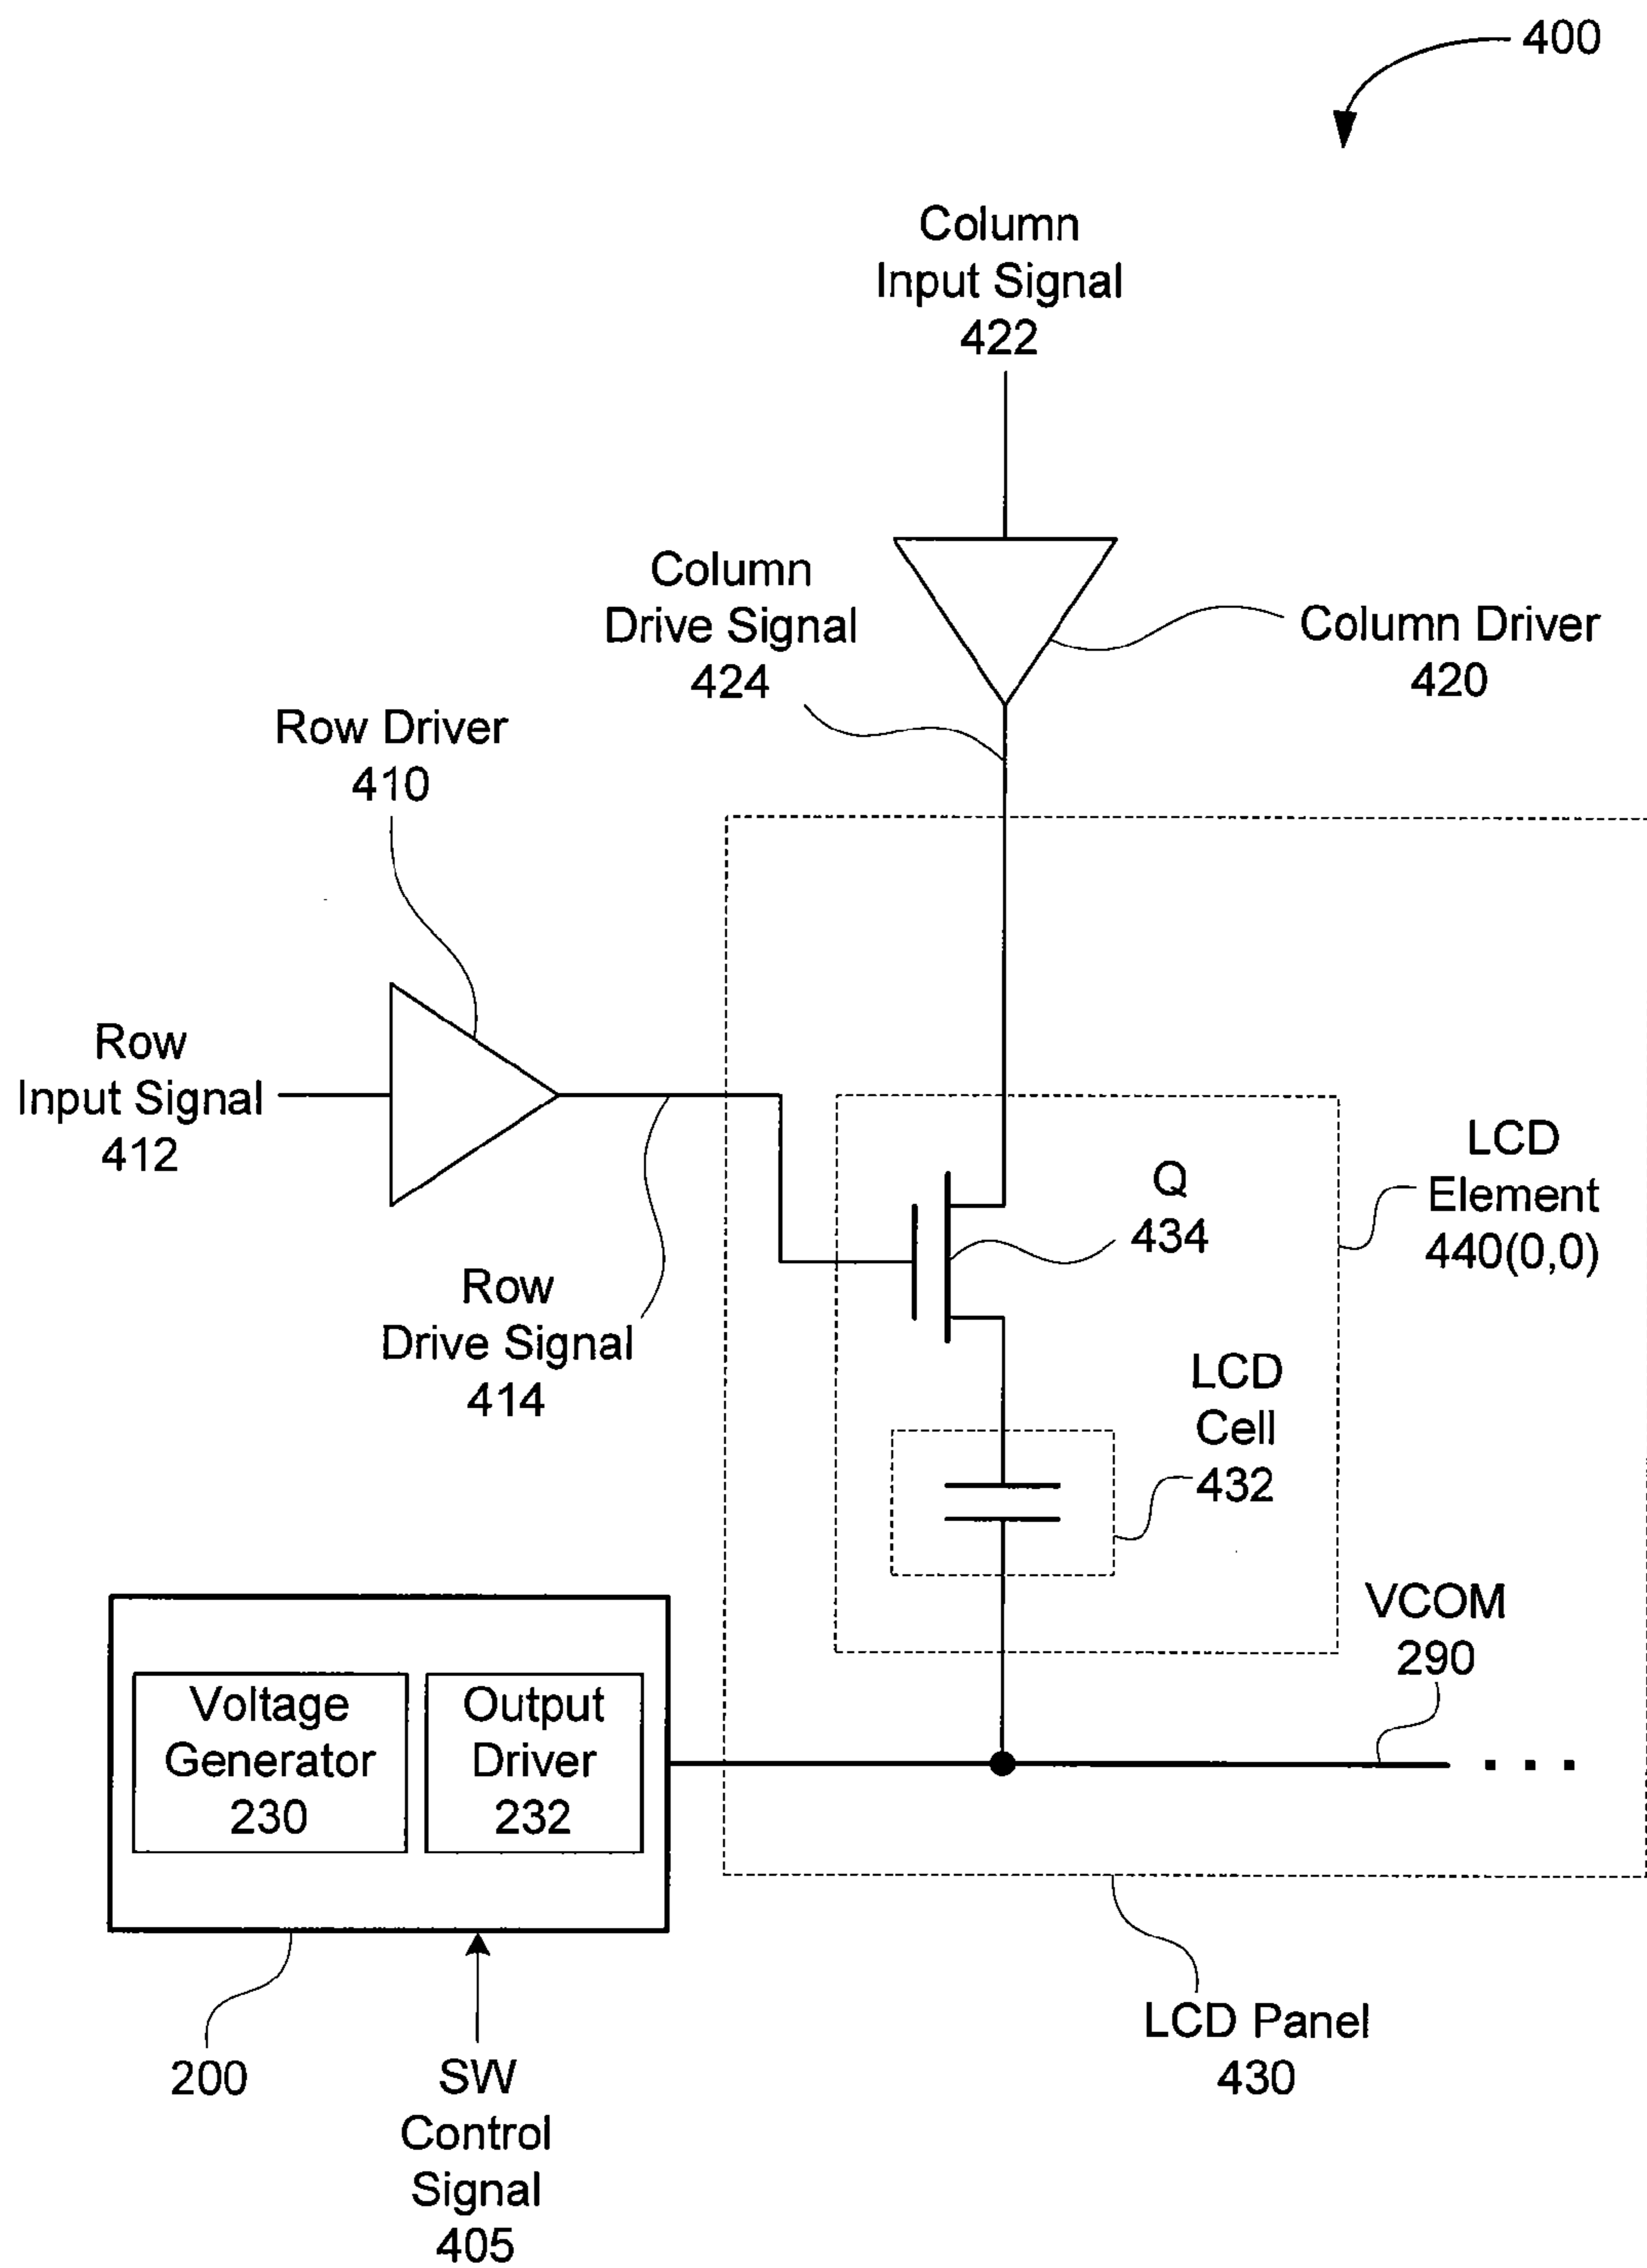 400
Column
Input Signal
422
Column
Drive Signal
424
Column Driver
420
Row Driver
410
Row
Input Signal
412
Row
Drive Signal
414
Q
434
LCD
Element
440(0,0)
LCD
Cell
432
VCOM
290
Voltage
Generator
230
Output
Driver
232
200
SW
Control
Signal
405
LCD Panel
430